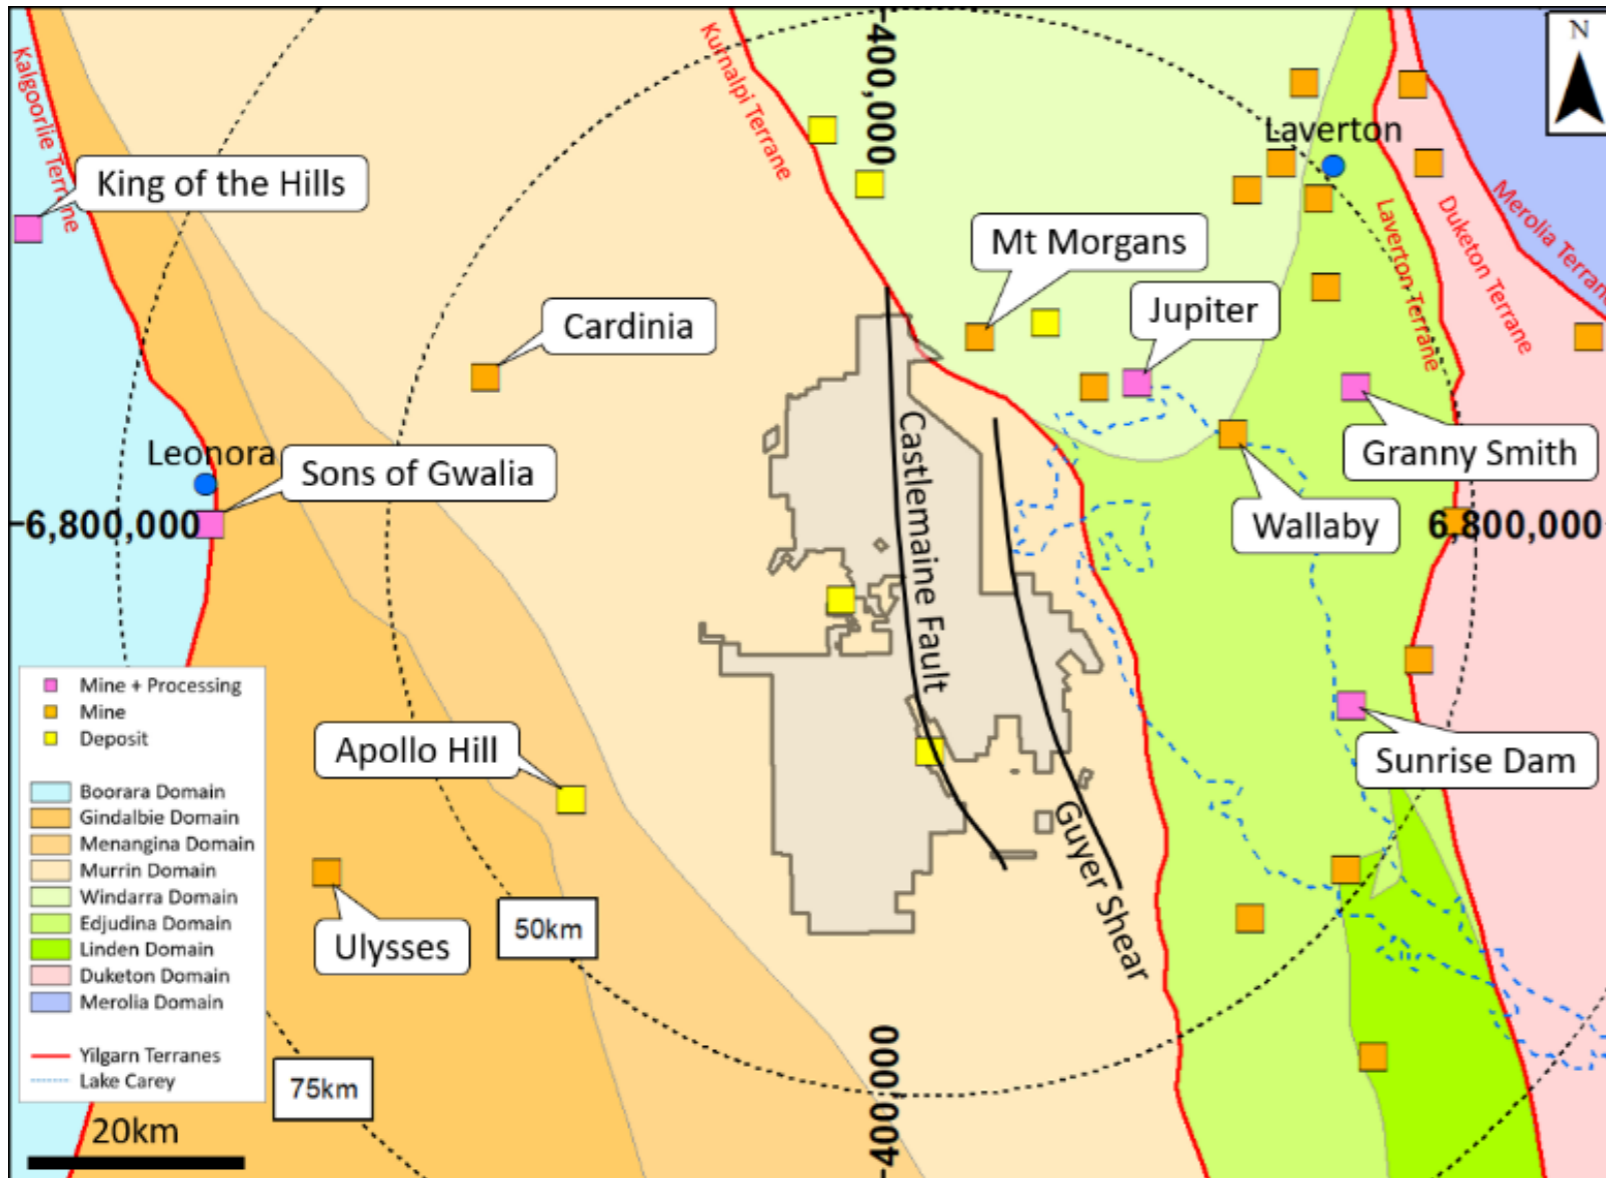 N
400,000
Kalgoorlie Terrane
Kurnalpi Terrane
Laverton
King of the Hills
Laverton Terrane
Duketon Terrane
Merolia Terrane
Mt Morgans
Jupiter
Cardinia
Granny Smith
Leonora
Sons of Gwalia
Castlemaine Fault
Wallaby
6,800,000
6,800,000
Mine + Processing
Mine
Deposit
Apollo Hill
Sunrise Dam
Boorara Domain
Gindalbie Domain
Menangina Domain
Murrin Domain
Windarra Domain
Edjudina Domain
Linden Domain
Duketon Domain
Merolia Domain
Guyer Shear
50km
Ulysses
Yilgarn Terranes
Lake Carey
75km
400,000
20km